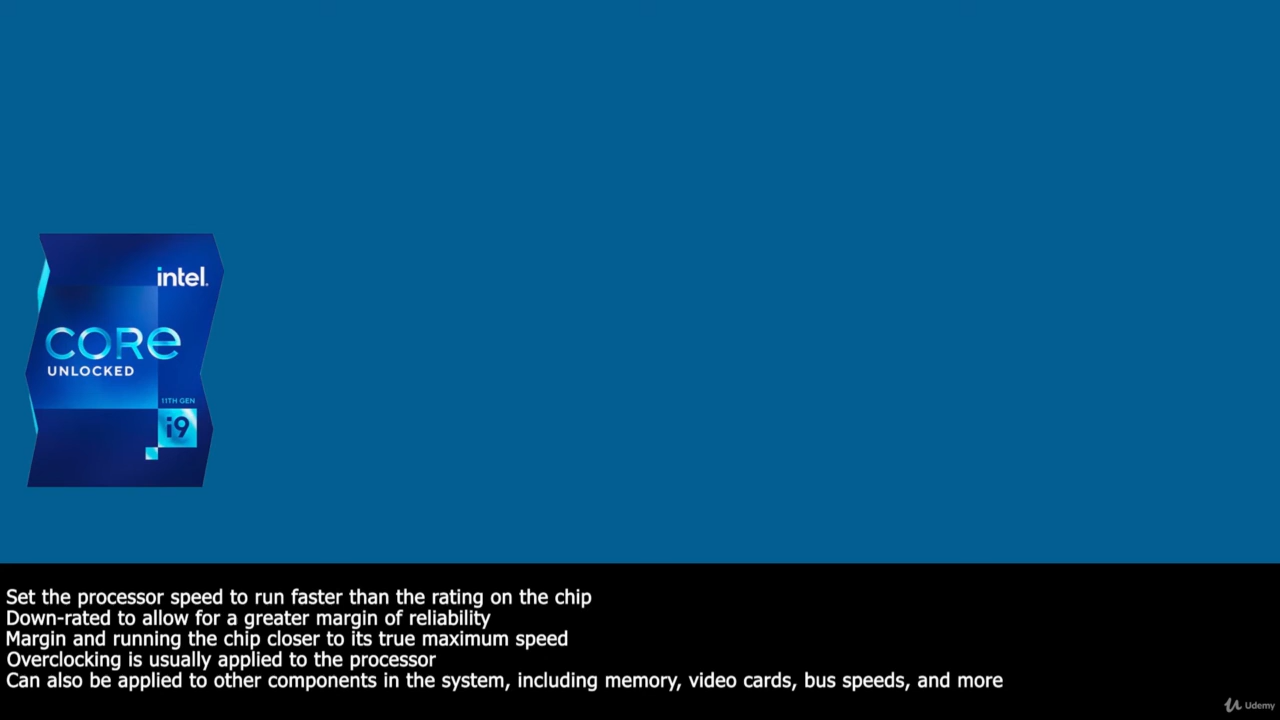 intel.
CORE
UNLOCKED
11TH GEN
i9
Set the processor speed to run faster than the rating on the chip
Down-rated to allow for a greater margin of reliability
Margin and running the chip closer to its true maximum speed
Overclocking is usually applied to the processor
Can also be applied to other components in the system, including memory, video cards, bus speeds, and more
Udemy